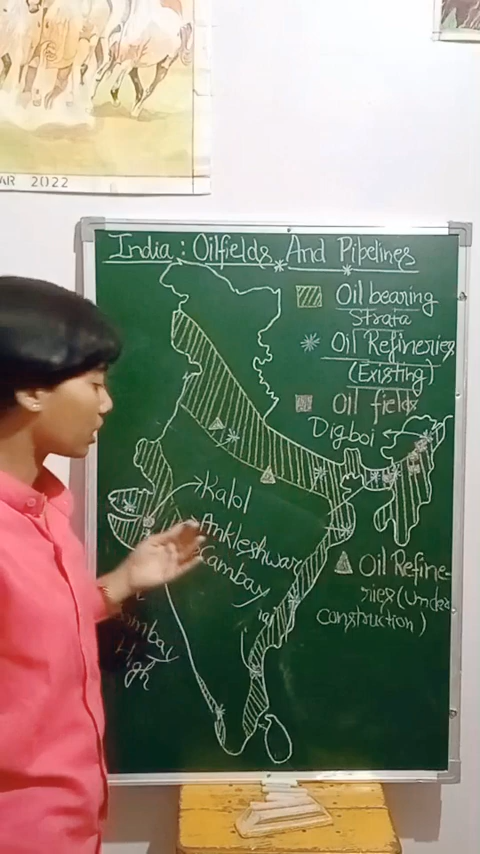 AR 2022
India: Oilfields And Pipelines
Oil bearing
Strata
Oil Refineries
(Existing)
Oil fields
Digboi
Kalol
Ankleshwar
Cambay
Oil Refine-
ries (under
construction)
High